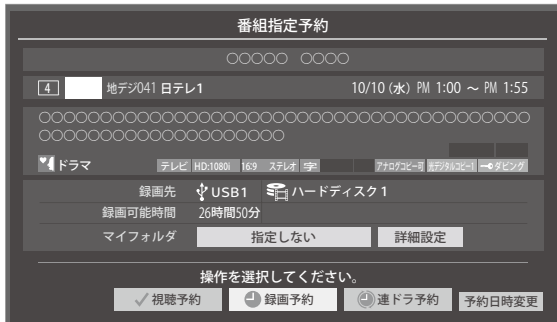 番組指定予約
○○○○○ ○○○○
4 地デジ041 日テレ1 10/10 (水) PM 1:00 ～ PM 1:55
○○○○○○○○○○○○○○○○○○○○○○○○○○○○○○○○○○○○○○
○○○○○○○○○○○○○○○○○○○
ドラマ テレビ HD:1080i 16:9 ステレオ 字 アナログコピー可 光デジタルコピー1 ダビング
録画先 USB1 ハードディスク1
録画可能時間 26時間50分
マイフォルダ 指定しない 詳細設定
操作を選択してください。
視聴予約 録画予約 連ドラ予約 予約日時変更